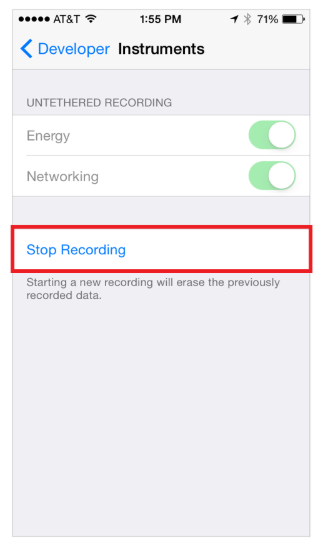 ●●●●● AT&T 1:55 PM 71%
Developer Instruments
UNTETHERED RECORDING
Energy
Networking
Stop Recording
Starting a new recording will erase the previously
recorded data.